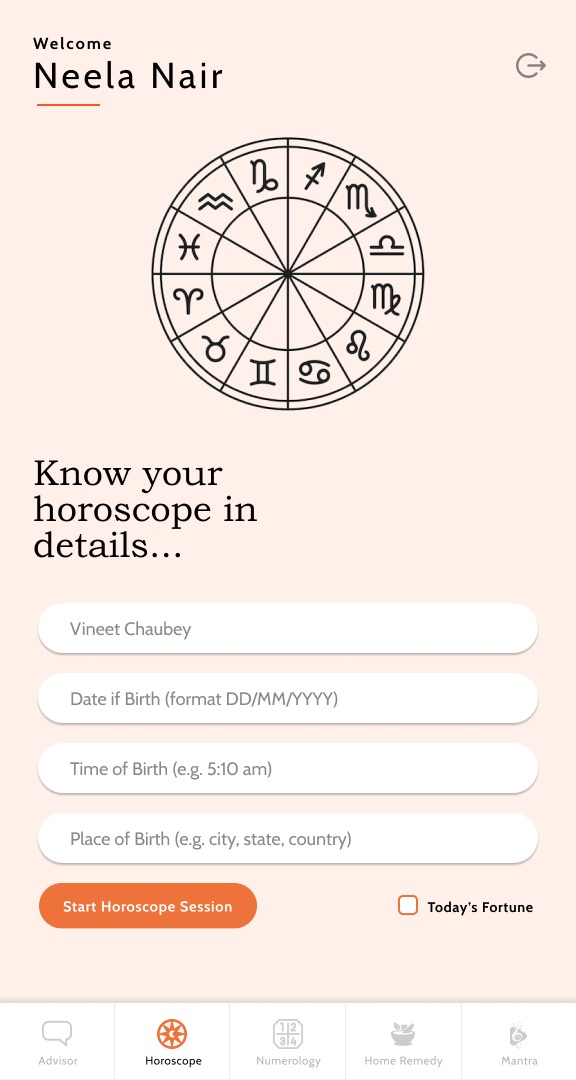 Welcome
Neela Nair
Know your
horoscope in
details...
Vineet Chaubey
Date if Birth (format DD/MM/YYYY)
Time of Birth (e.g. 5:10 am)
Place of Birth (e.g. city, state, country)
Start Horoscope Session
Today's Fortune
1 2
3 4
Advisor
Horoscope
Numerology
Home Remedy
Mantra